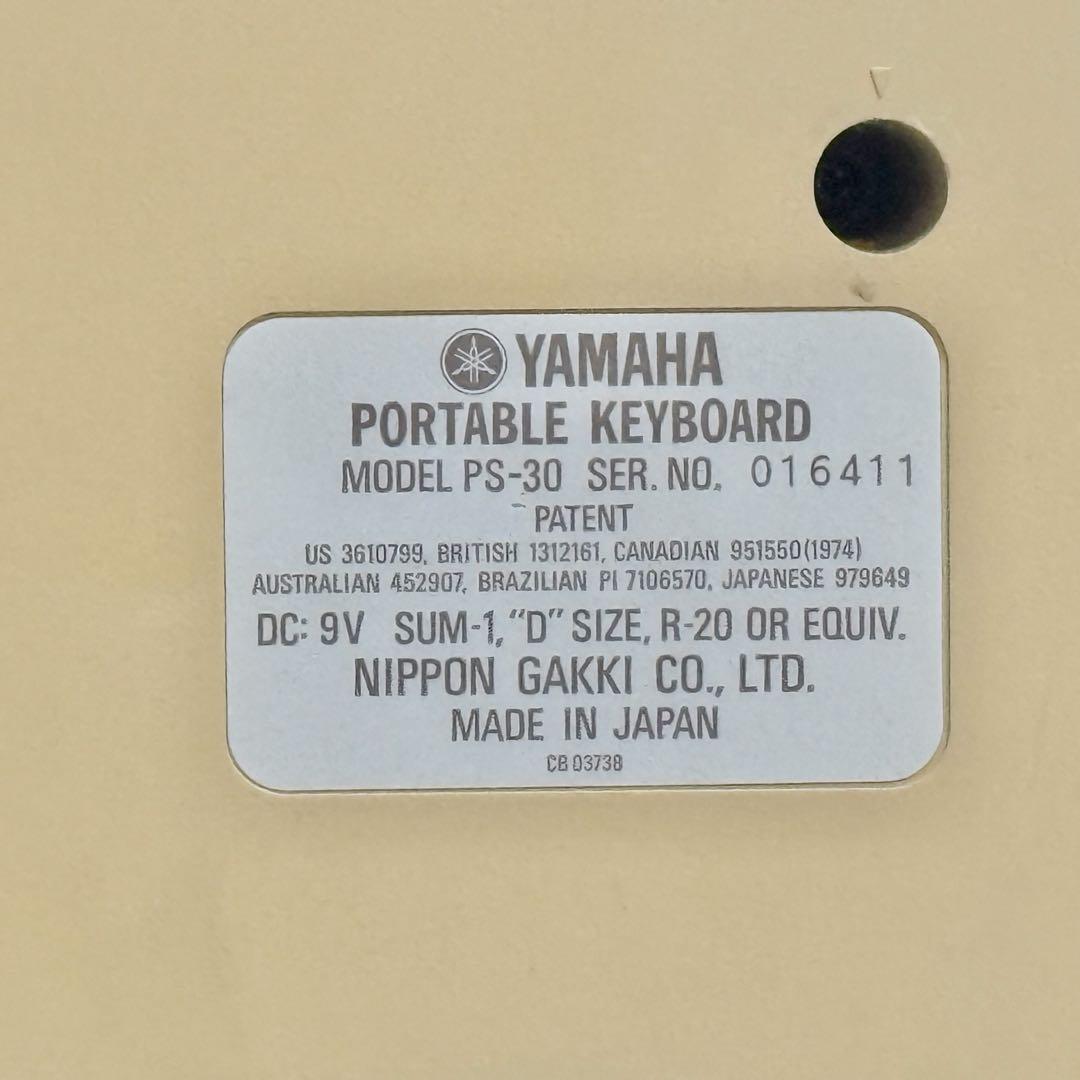 YAMAHA
PORTABLE KEYBOARD
MODEL PS-30 SER. NO. 016411
PATENT
US 3610799, BRITISH 1312161, CANADIAN 951550(1974)
AUSTRALIAN 452907, BRAZILIAN PI 7106570, JAPANESE 979649
DC: 9V SUM-1, “D” SIZE, R-20 OR EQUIV.
NIPPON GAKKI CO., LTD.
MADE IN JAPAN
CB 03738